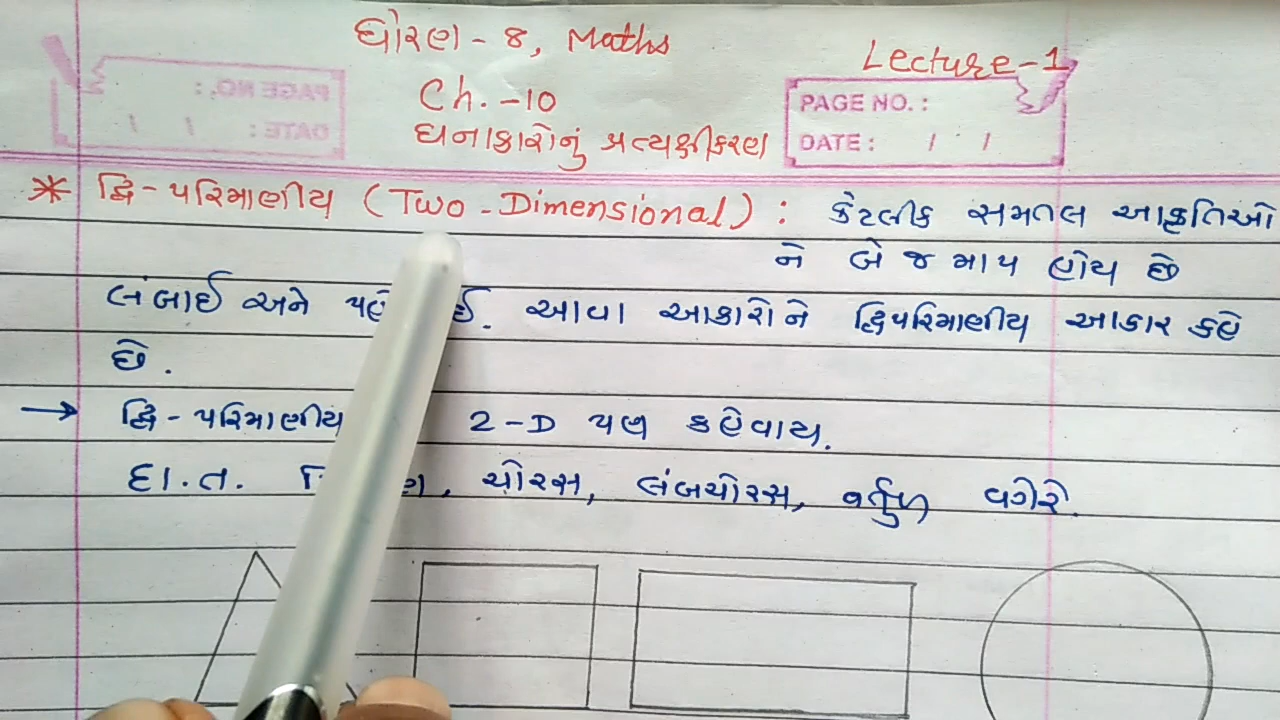 ધોરણ - 8, Maths
Lecture-1
Ch. -10
PAGE NO. :
ઘનાકારોનું પ્રત્યક્ષીકરણ
DATE : / /
* દ્વિ-પરિમાણીય (Two-Dimensional) : કેટલીક સમતલ આકૃતિઓ
ને બે જ માપ હોય છે
લંબાઈ અને. આવા આકારોને દ્વિપરિમાણીય આકાર કહે
છે.
→ દ્વિ-પરિમાણીય 2-D પણ કહેવાય.
દા.ત. , ચોરસ, લંબચોરસ, વર્તુળ વગેરે.